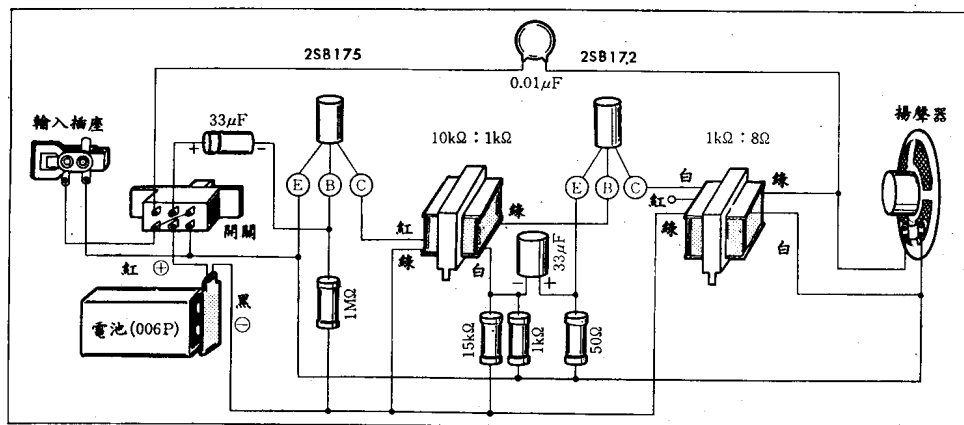 2SB175
2SB172
0.01μF
輸入插座
33μF
+
−
10kΩ：1kΩ
1kΩ：8Ω
揚聲器
E
B
C
E
B
C
白
紅
綠
綠
白
紅
綠
綠
白
開關
33μF
−
+
紅
⊕
黑
⊖
電池(006P)
1MΩ
15kΩ
1kΩ
50Ω